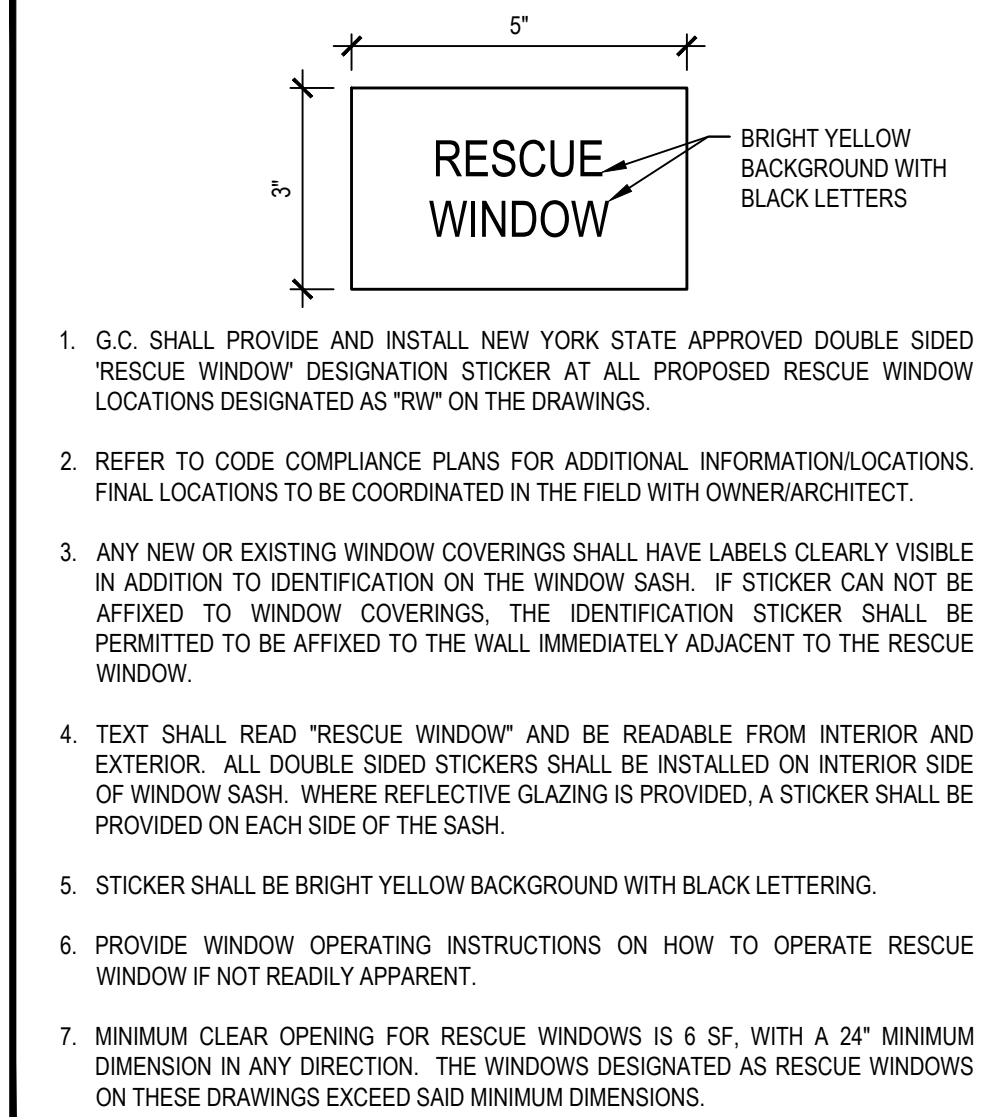 5"
3"
RESCUE
WINDOW
BRIGHT YELLOW
BACKGROUND WITH
BLACK LETTERS
1. G.C. SHALL PROVIDE AND INSTALL NEW YORK STATE APPROVED DOUBLE SIDED
'RESCUE WINDOW' DESIGNATION STICKER AT ALL PROPOSED RESCUE WINDOW
LOCATIONS DESIGNATED AS "RW" ON THE DRAWINGS.
2. REFER TO CODE COMPLIANCE PLANS FOR ADDITIONAL INFORMATION/LOCATIONS.
FINAL LOCATIONS TO BE COORDINATED IN THE FIELD WITH OWNER/ARCHITECT.
3. ANY NEW OR EXISTING WINDOW COVERINGS SHALL HAVE LABELS CLEARLY VISIBLE
IN ADDITION TO IDENTIFICATION ON THE WINDOW SASH. IF STICKER CAN NOT BE
AFFIXED TO WINDOW COVERINGS, THE IDENTIFICATION STICKER SHALL BE
PERMITTED TO BE AFFIXED TO THE WALL IMMEDIATELY ADJACENT TO THE RESCUE
WINDOW.
4. TEXT SHALL READ "RESCUE WINDOW" AND BE READABLE FROM INTERIOR AND
EXTERIOR. ALL DOUBLE SIDED STICKERS SHALL BE INSTALLED ON INTERIOR SIDE
OF WINDOW SASH. WHERE REFLECTIVE GLAZING IS PROVIDED, A STICKER SHALL BE
PROVIDED ON EACH SIDE OF THE SASH.
5. STICKER SHALL BE BRIGHT YELLOW BACKGROUND WITH BLACK LETTERING.
6. PROVIDE WINDOW OPERATING INSTRUCTIONS ON HOW TO OPERATE RESCUE
WINDOW IF NOT READILY APPARENT.
7. MINIMUM CLEAR OPENING FOR RESCUE WINDOWS IS 6 SF, WITH A 24" MINIMUM
DIMENSION IN ANY DIRECTION. THE WINDOWS DESIGNATED AS RESCUE WINDOWS
ON THESE DRAWINGS EXCEED SAID MINIMUM DIMENSIONS.